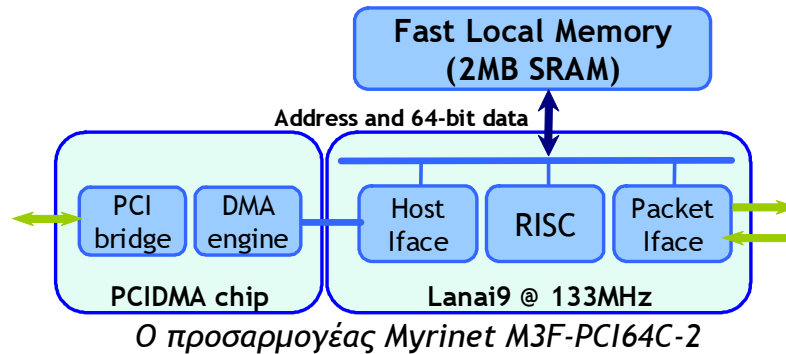 Fast Local Memory
(2MB SRAM)
Address and 64-bit data
PCI
bridge
DMA
engine
Host
Iface
RISC
Packet
Iface
PCIDMA chip
Lanai9 @ 133MHz
Ο προσαρμογέας Myrinet M3F-PCI64C-2